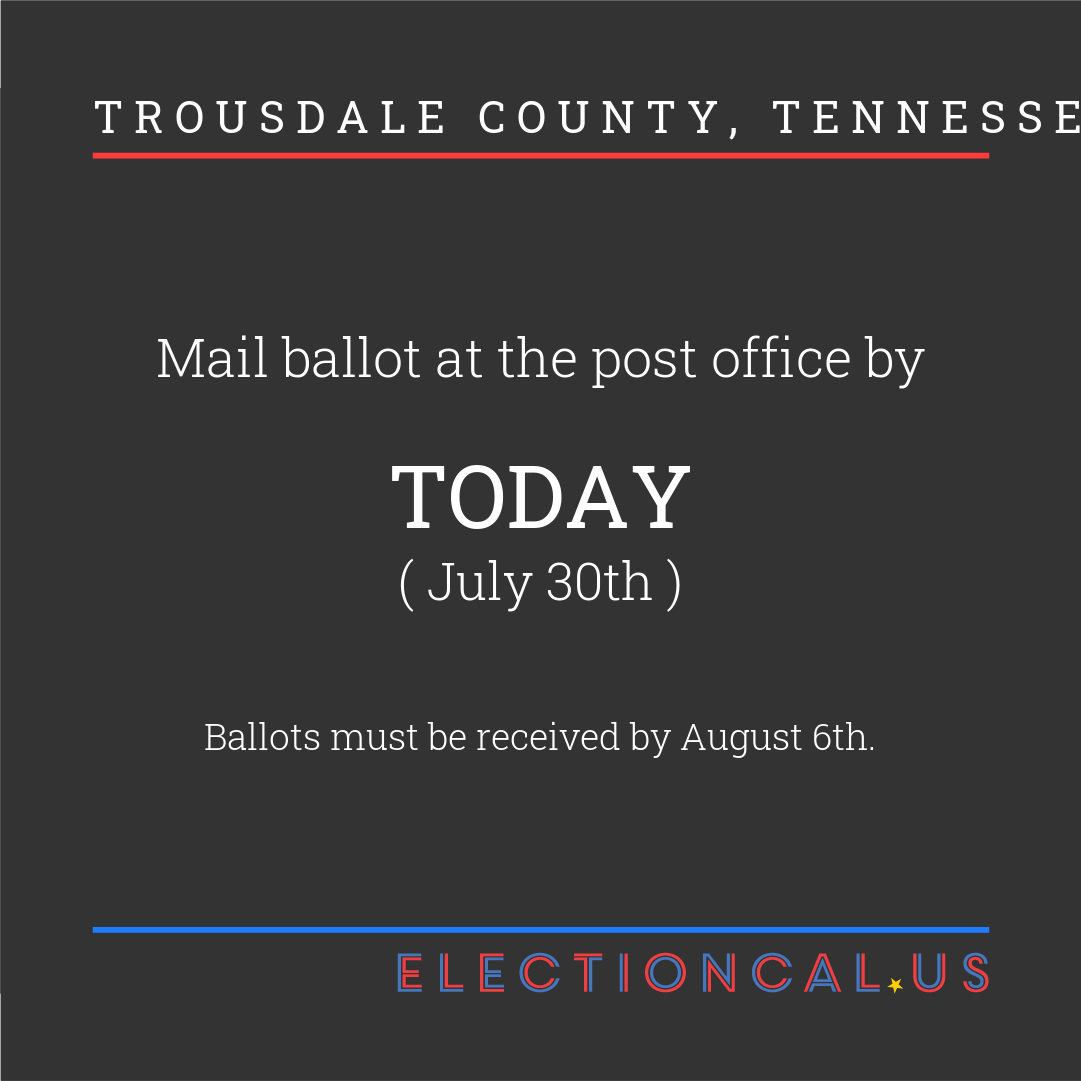 TROUSDALE COUNTY, TENNESSE
Mail ballot at the post office by
TODAY
( July 30th )
Ballots must be received by August 6th.
ELECTIONCAL.US